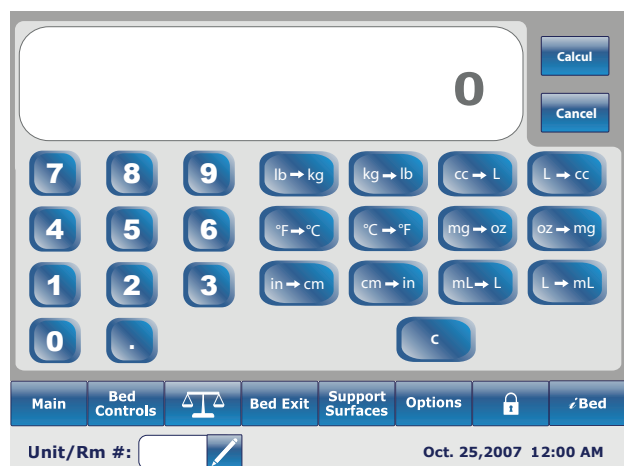 0
Calcul
Cancel
7 8 9 lb→kg kg→lb cc→L L→cc
4 5 6 °F→°C °C→°F mg→oz oz→mg
1 2 3 in→cm cm→in mL→L L→mL
0 . C
Main Bed Controls Bed Exit Support Surfaces Options iBed
Unit/Rm #: Oct. 25,2007 12:00 AM